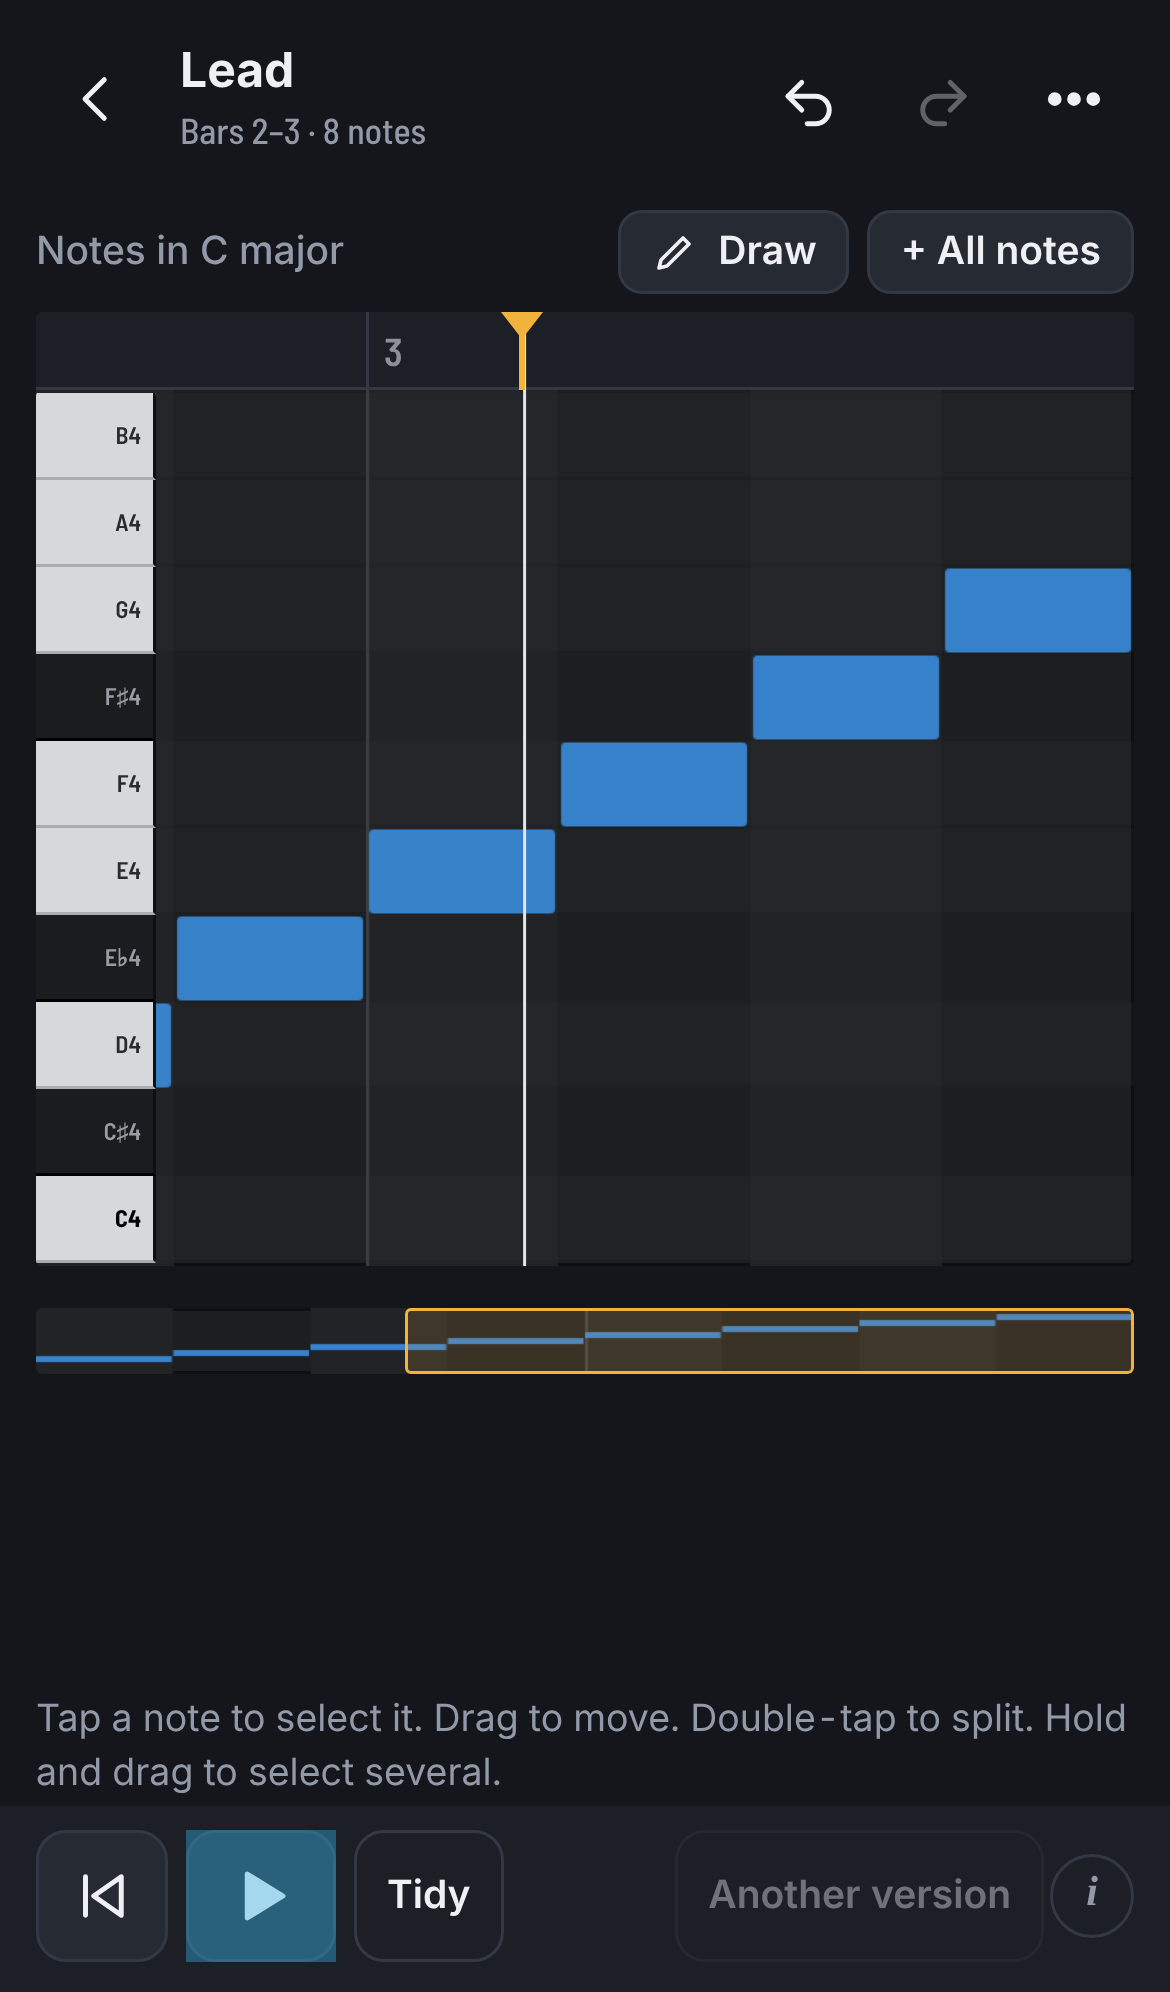 Lead
Bars 2–3 · 8 notes
Notes in C major
Draw
+ All notes
3
B4
A4
G4
F♯4
F4
E4
E♭4
D4
C♯4
C4
Tap a note to select it. Drag to move. Double-tap to split. Hold
and drag to select several.
Tidy
Another version
i